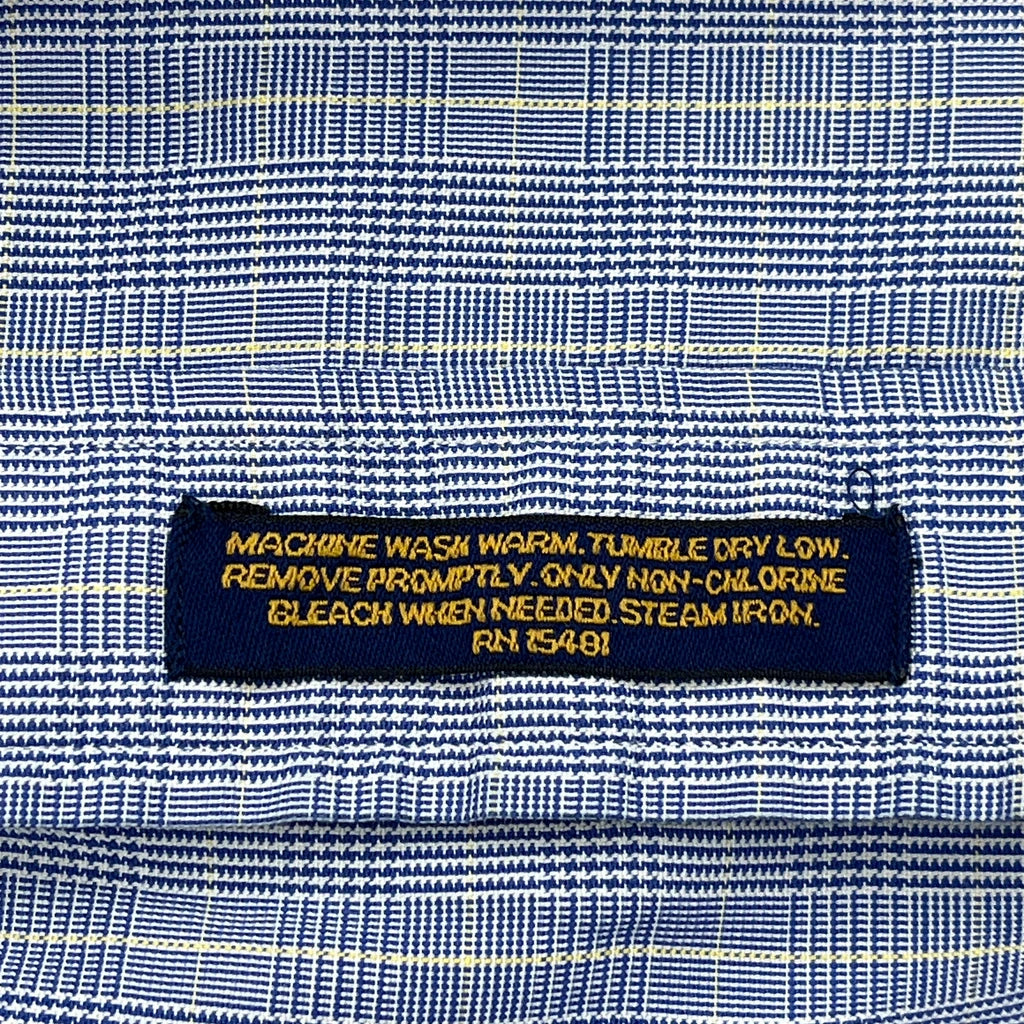 MACHINE WASH WARM. TUMBLE DRY LOW.
REMOVE PROMPTLY. ONLY NON-CHLORINE
BLEACH WHEN NEEDED. STEAM IRON.
RN 15481